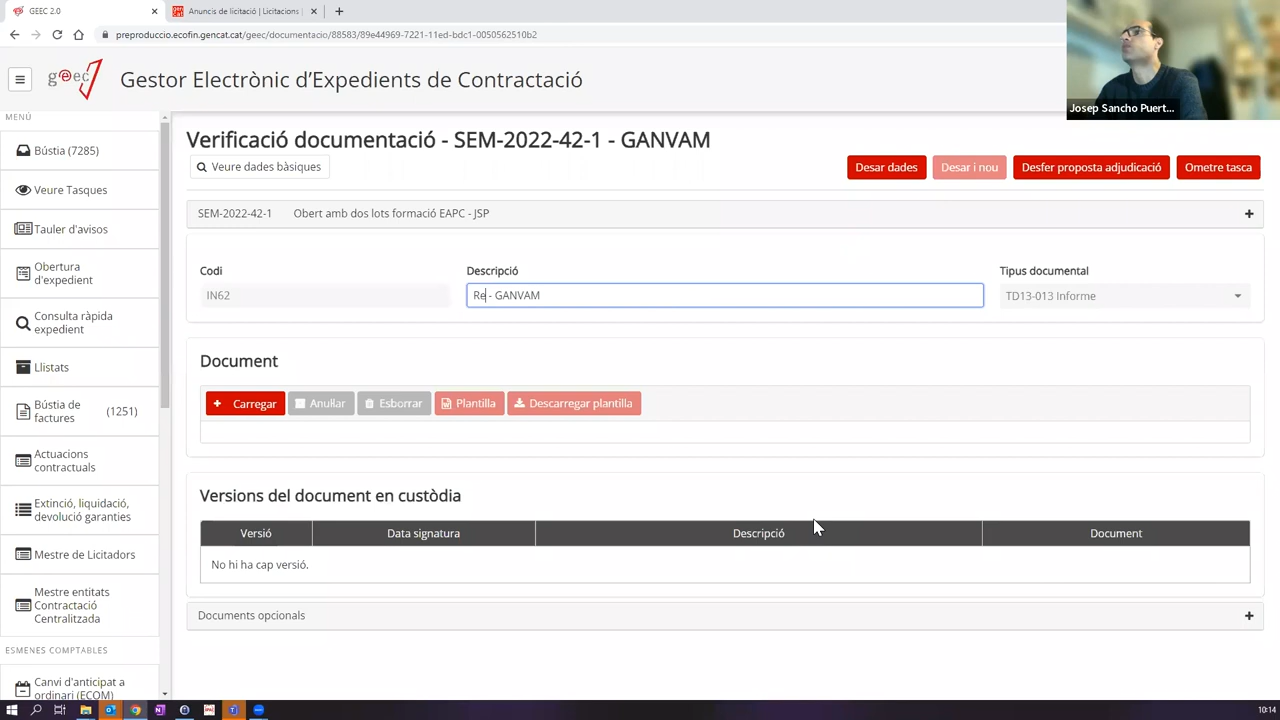 GEEC 2.0
Anuncis de licitació | Licitacions
preproduccio.ecofin.gencat.cat/geec/documentacio/88583/89e44969-7221-11ed-bdc1-0050562510b2
Josep Sancho Puert...
geec
Gestor Electrònic d'Expedients de Contractació
MENÚ
Bústia (7285)
Veure Tasques
Tauler d'avisos
Obertura
d'expedient
Consulta ràpida
expedient
Llistats
Bústia de
factures
(1251)
Actuacions
contractuals
Extinció, liquidació,
devolució garanties
Mestre de Licitadors
Mestre entitats
Contractació
Centralitzada
ESMENES COMPTABLES
Canvi d'anticipat a
ordinari (ECOM)
Verificació documentació - SEM-2022-42-1 - GANVAM
Veure dades bàsiques
Desar dades
Desar i nou
Desfer proposta adjudicació
Ometre tasca
SEM-2022-42-1 Obert amb dos lots formació EAPC - JSP
Codi
Descripció
Tipus documental
IN62
Re - GANVAM
TD13-013 Informe
Document
Carregar
Anul·lar
Esborrar
Plantilla
Descarregar plantilla
Versions del document en custòdia
Versió
Data signatura
Descripció
Document
No hi ha cap versió.
Documents opcionals
10:14